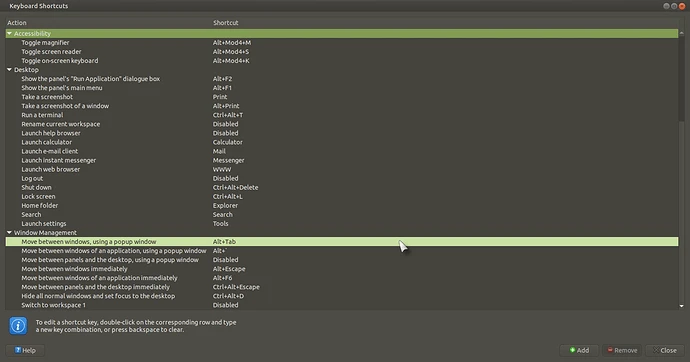 Keyboard Shortcuts
Action Shortcut
Accessibility
Toggle magnifier Alt+Mod4+M
Toggle screen reader Alt+Mod4+S
Toggle on-screen keyboard Alt+Mod4+K
Desktop
Show the panel's "Run Application" dialogue box Alt+F2
Show the panel's main menu Alt+F1
Take a screenshot Print
Take a screenshot of a window Alt+Print
Run a terminal Ctrl+Alt+T
Rename current workspace Disabled
Launch help browser Disabled
Launch calculator Calculator
Launch e-mail client Mail
Launch instant messenger Messenger
Launch web browser WWW
Log out Disabled
Shut down Ctrl+Alt+Delete
Lock screen Ctrl+Alt+L
Home folder Explorer
Search Search
Launch settings Tools
Window Management
Move between windows, using a popup window Alt+Tab
Move between windows of an application, using a popup window Alt+`
Move between panels and the desktop, using a popup window Disabled
Move between windows immediately Alt+Escape
Move between windows of an application immediately Alt+F6
Move between panels and the desktop immediately Ctrl+Alt+Escape
Hide all normal windows and set focus to the desktop Ctrl+Alt+D
Switch to workspace 1 Disabled
To edit a shortcut key, double-click on the corresponding row and type
a new key combination, or press backspace to clear.
Help Add Remove Close